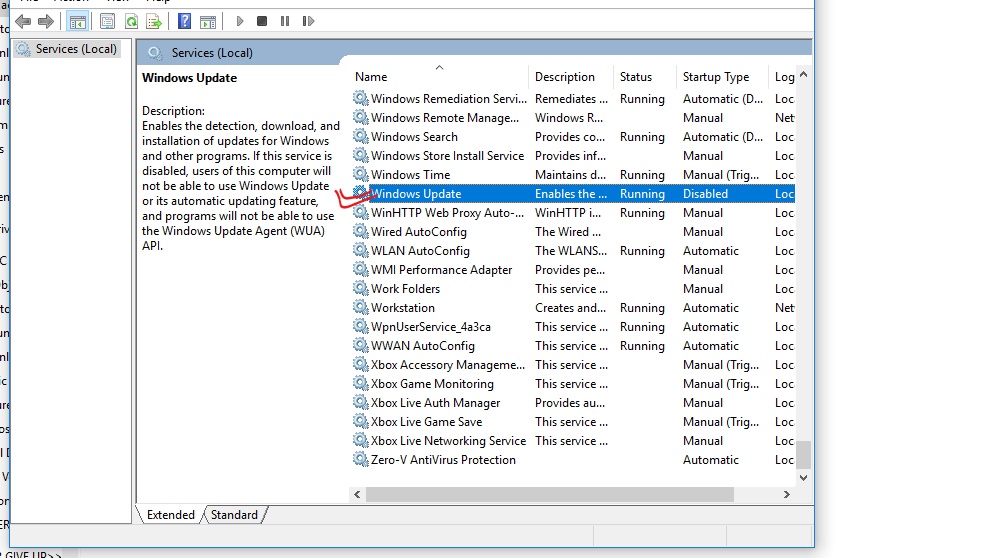 Services (Local)
Services (Local)
Windows Update
Description:
Enables the detection, download, and
installation of updates for Windows
and other programs. If this service is
disabled, users of this computer will
not be able to use Windows Update
or its automatic updating feature,
and programs will not be able to use
the Windows Update Agent (WUA)
API.
Name Description Status Startup Type Log
Windows Remediation Servi... Remediates ... Running Automatic (D... Loc
Windows Remote Manage... Windows R... Manual Net
Windows Search Provides co... Running Automatic (D... Loc
Windows Store Install Service Provides inf... Manual Loc
Windows Time Maintains d... Running Manual (Trig... Loc
Windows Update Enables the ... Running Disabled Loc
WinHTTP Web Proxy Auto-... WinHTTP i... Running Manual Loc
Wired AutoConfig The Wired ... Manual Loc
WLAN AutoConfig The WLANS... Running Automatic Loc
WMI Performance Adapter Provides pe... Manual Loc
Work Folders This service ... Manual Loc
Workstation Creates and... Running Automatic Net
WpnUserService_4a3ca This service ... Running Automatic Loc
WWAN AutoConfig This service ... Running Automatic Loc
Xbox Accessory Manageme... This service ... Manual (Trig... Loc
Xbox Game Monitoring This service ... Manual (Trig... Loc
Xbox Live Auth Manager Provides au... Manual Loc
Xbox Live Game Save This service ... Manual (Trig... Loc
Xbox Live Networking Service This service ... Manual Loc
Zero-V AntiVirus Protection Automatic Loc
Extended Standard
GIVE UP>>